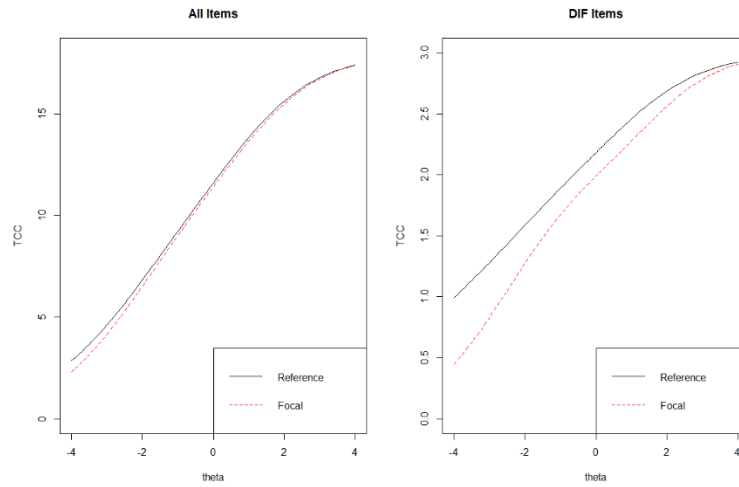 All Items
TCC
15
10
5
0
-4
-2
0
2
4
theta
Reference
Focal
DIF Items
TCC
3.0
2.5
2.0
1.5
1.0
0.5
0.0
-4
-2
0
2
4
theta
Reference
Focal